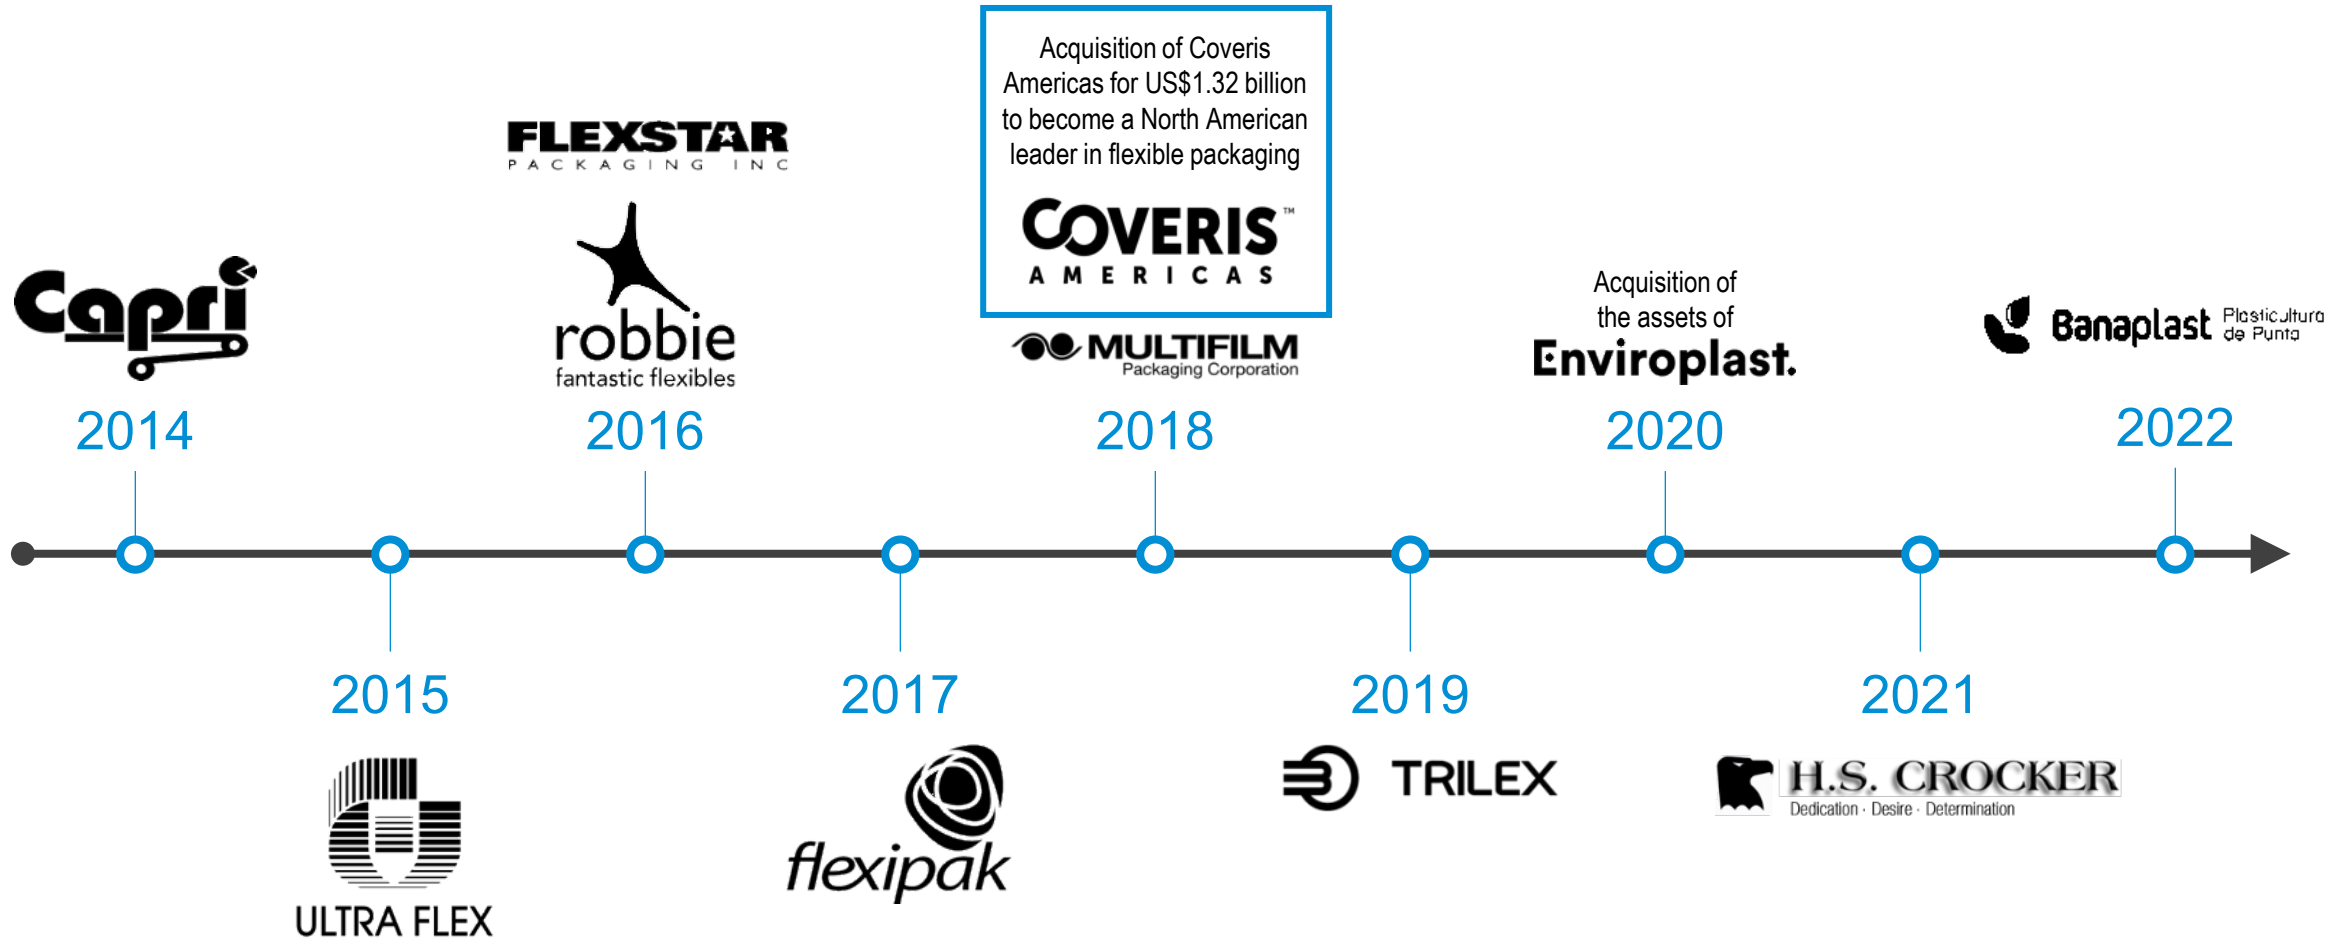 Capri
2014
ULTRA FLEX
2015
FLEXSTAR
PACKAGING INC
robbie
fantastic flexibles
2016
2017
flexipak
Acquisition of Coveris
Americas for US$1.32 billion
to become a North American
leader in flexible packaging
COVERIS™
AMERICAS
MULTIFILM
Packaging Corporation
2018
2019
TRILEX
Acquisition of
the assets of
Enviroplast.
2020
2021
H.S. CROCKER
Dedication · Desire · Determination
Banaplast
Plasticultura
de Punta
2022